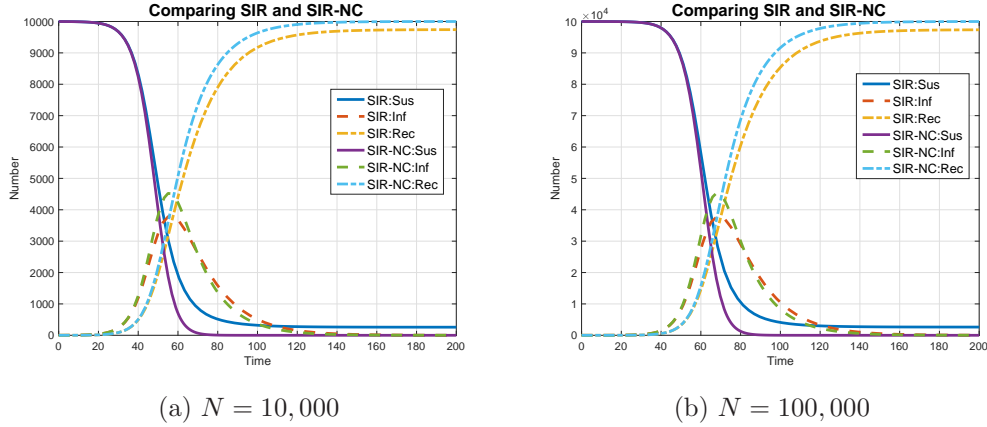 Comparing SIR and SIR-NC
10000
9000
8000
7000
6000
5000
4000
3000
2000
1000
0
Number
SIR:Sus
SIR:Inf
SIR:Rec
SIR-NC:Sus
SIR-NC:Inf
SIR-NC:Rec
0 20 40 60 80 100 120 140 160 180 200
Time
(a) N = 10,000
Comparing SIR and SIR-NC
×10⁴
10
9
8
7
6
5
4
3
2
1
0
Number
SIR:Sus
SIR:Inf
SIR:Rec
SIR-NC:Sus
SIR-NC:Inf
SIR-NC:Rec
0 20 40 60 80 100 120 140 160 180 200
Time
(b) N = 100,000